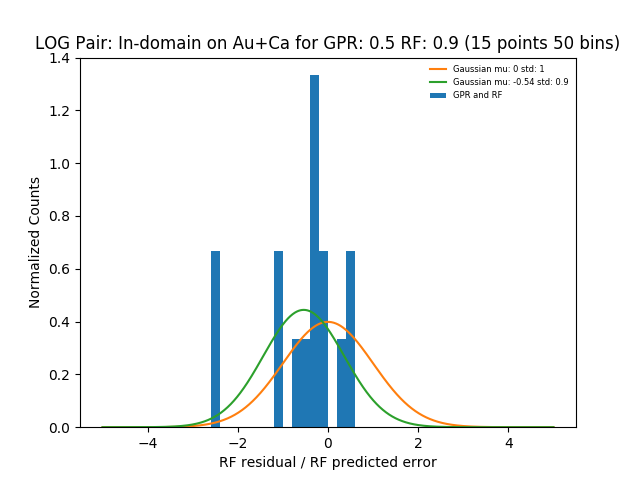 LOG Pair: In-domain on Au+Ca for GPR: 0.5 RF: 0.9 (15 points 50 bins)
Gaussian mu: 0 std: 1
Gaussian mu: -0.54 std: 0.9
GPR and RF
Normalized Counts
1.4
1.2
1.0
0.8
0.6
0.4
0.2
0.0
−4 −2 0 2 4
RF residual / RF predicted error